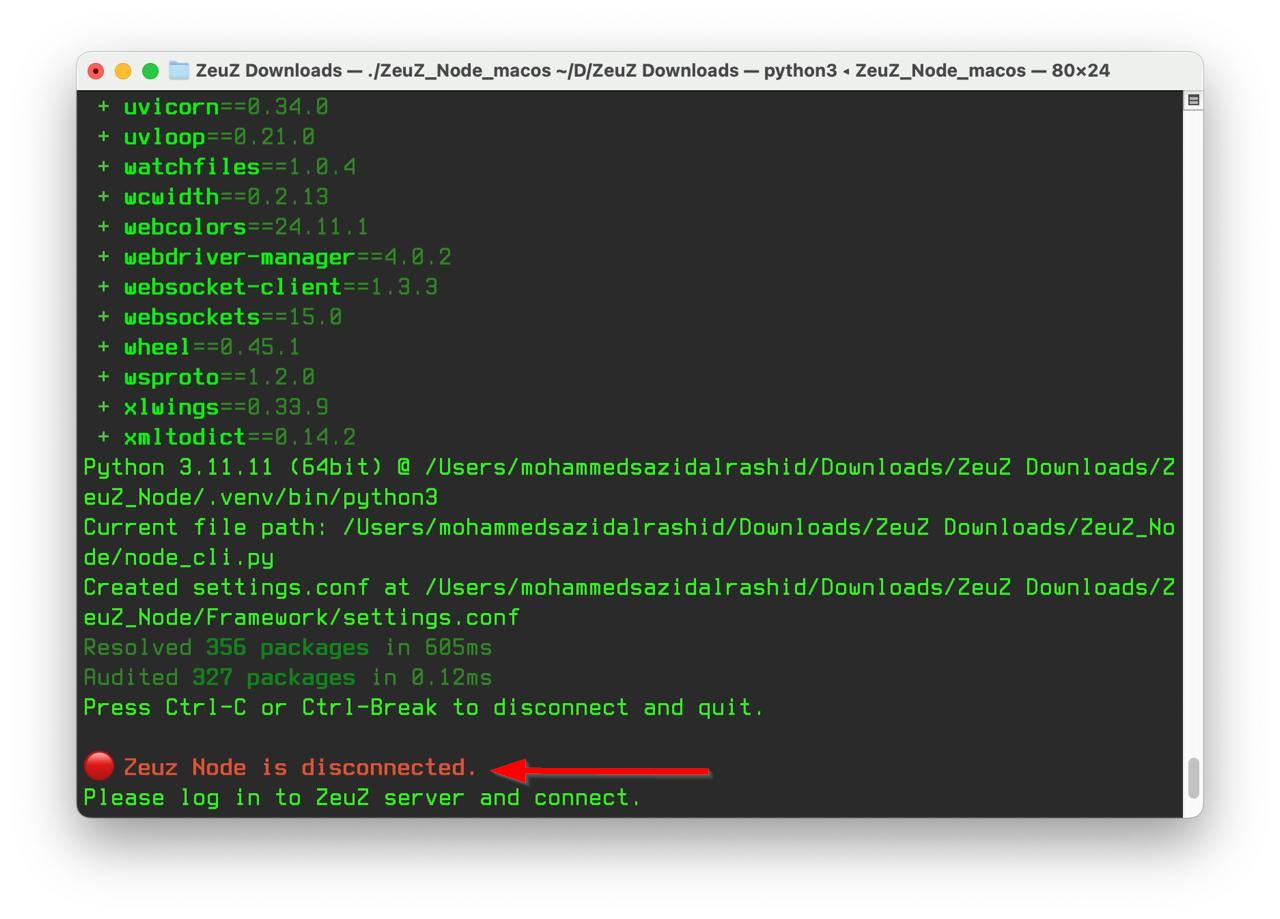 ZeuZ Downloads — ./ZeuZ_Node_macos ~/D/ZeuZ Downloads — python3 ◂ ZeuZ_Node_macos — 80×24
+ uvicorn==0.34.0
+ uvloop==0.21.0
+ watchfiles==1.0.4
+ wcwidth==0.2.13
+ webcolors==24.11.1
+ webdriver-manager==4.0.2
+ websocket-client==1.3.3
+ websockets==15.0
+ wheel==0.45.1
+ wsproto==1.2.0
+ xlwings==0.33.9
+ xmltodict==0.14.2
Python 3.11.11 (64bit) @ /Users/mohammedsazidalrashid/Downloads/ZeuZ Downloads/Z
euZ_Node/.venv/bin/python3
Current file path: /Users/mohammedsazidalrashid/Downloads/ZeuZ Downloads/ZeuZ_No
de/node_cli.py
Created settings.conf at /Users/mohammedsazidalrashid/Downloads/ZeuZ Downloads/Z
euZ_Node/Framework/settings.conf
Resolved 356 packages in 605ms
Audited 327 packages in 0.12ms
Press Ctrl-C or Ctrl-Break to disconnect and quit.
Zeuz Node is disconnected.
Please log in to ZeuZ server and connect.